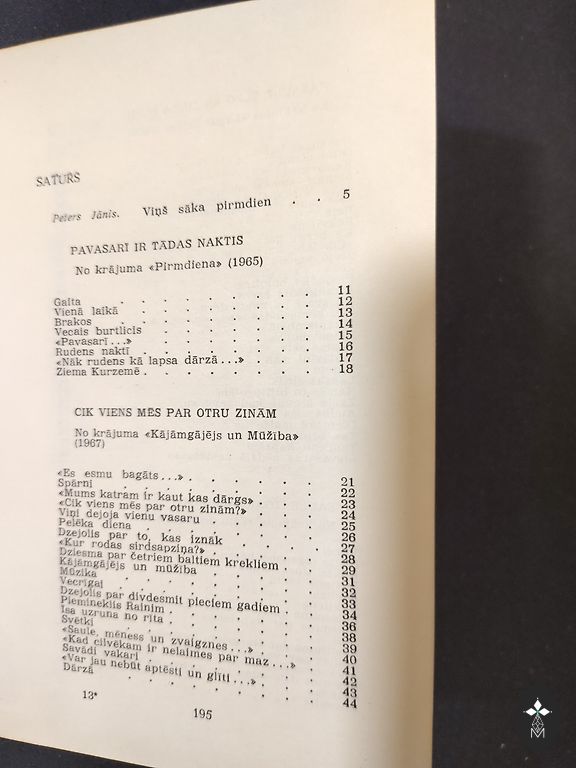 SATURS
Peters Jānis. Viņš sāka pirmdien . . 5
PAVASARĪ IR TĀDAS NAKTIS
No krājuma «Pirmdiena» (1965)
Gaita . . . . . . . . . 11
Vienā laikā . . . . . . . . 12
Brakos . . . . . . . . . 13
Vecais burtlicis . . . . . . . 14
«Pavasarī...» . . . . . . . . 15
Rudens naktī . . . . . . . . 16
«Nāk rudens kā lapsa dārzā...» . . . 17
Ziema Kurzemē . . . . . . . . 18
CIK VIENS MĒS PAR OTRU ZINĀM
No krājuma «Kājāmgājējs un Mūžība»
(1967)
«Es esmu bagāts...» . . . . . . 21
Spārni . . . . . . . . . 22
«Mums katram ir kaut kas dārgs» . . . 23
«Cik viens mēs par otru zinām?» . . . 24
Viņi dejoja vienu vasaru . . . . . 25
Pelēka diena . . . . . . . . 26
Dzejolis par to, kas iznāk . . . . . 27
«Kur rodas sirdsapziņa?» . . . . . 28
Dziesma par četriem baltiem krekliem . . 29
Kājāmgājējs un mūžība . . . . . 31
Mūzika . . . . . . . . . 32
Vecrīgai . . . . . . . . . 33
Dzejolis par divdesmit pieciem gadiem . . 34
Piemineklis Rainim . . . . . . 36
Īsa uzruna no rīta . . . . . . 38
Svētki . . . . . . . . . 39
«Saule, mēness un zvaigznes...» . . . 40
«Kad cilvēkam ir nelaimes par maz...» . . 41
Savādi vakari . . . . . . . 42
«Var jau nebūt aptēsti un glīti...» . . . 43
Dārzā . . . . . . . . . 44
13*
195
M